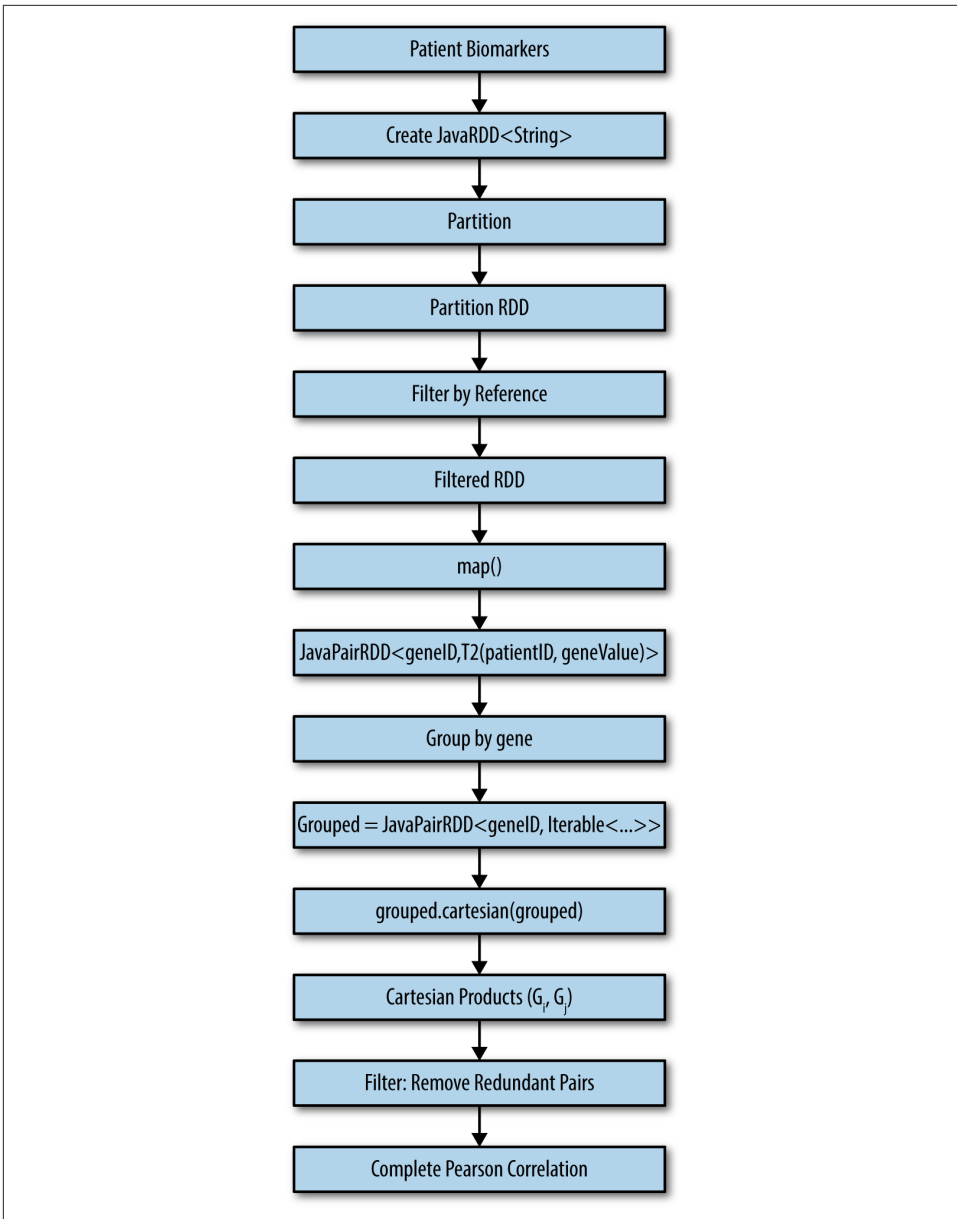 Patient Biomarkers
Create JavaRDD<String>
Partition
Partition RDD
Filter by Reference
Filtered RDD
map()
JavaPairRDD<geneID,T2(patientID, geneValue)>
Group by gene
Grouped = JavaPairRDD<geneID, Iterable<...>>
grouped.cartesian(grouped)
Cartesian Products (Gi, Gj)
Filter: Remove Redundant Pairs
Complete Pearson Correlation